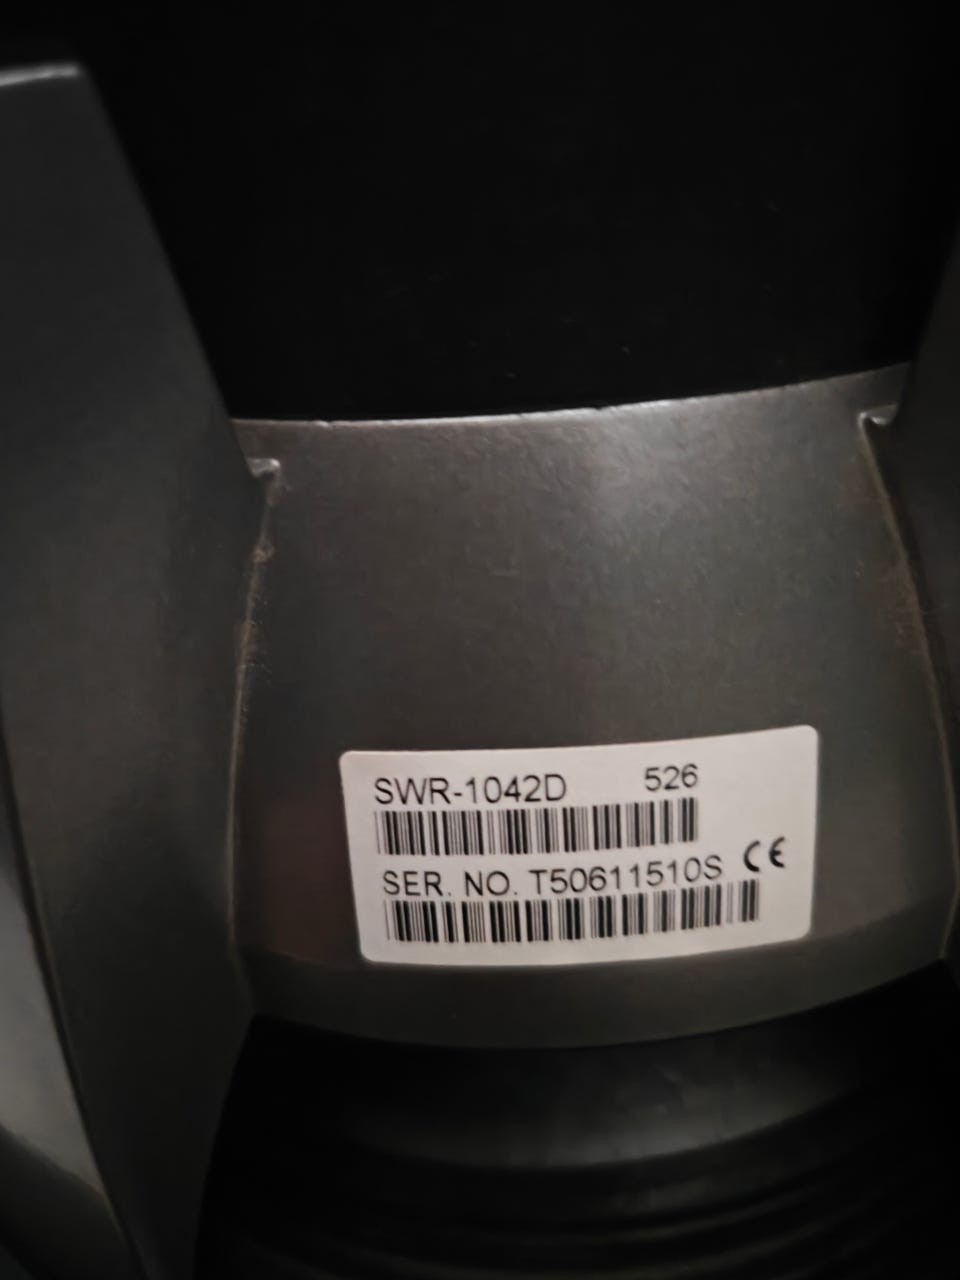 SWR-1042D 526
SER. NO. T50611510S CE